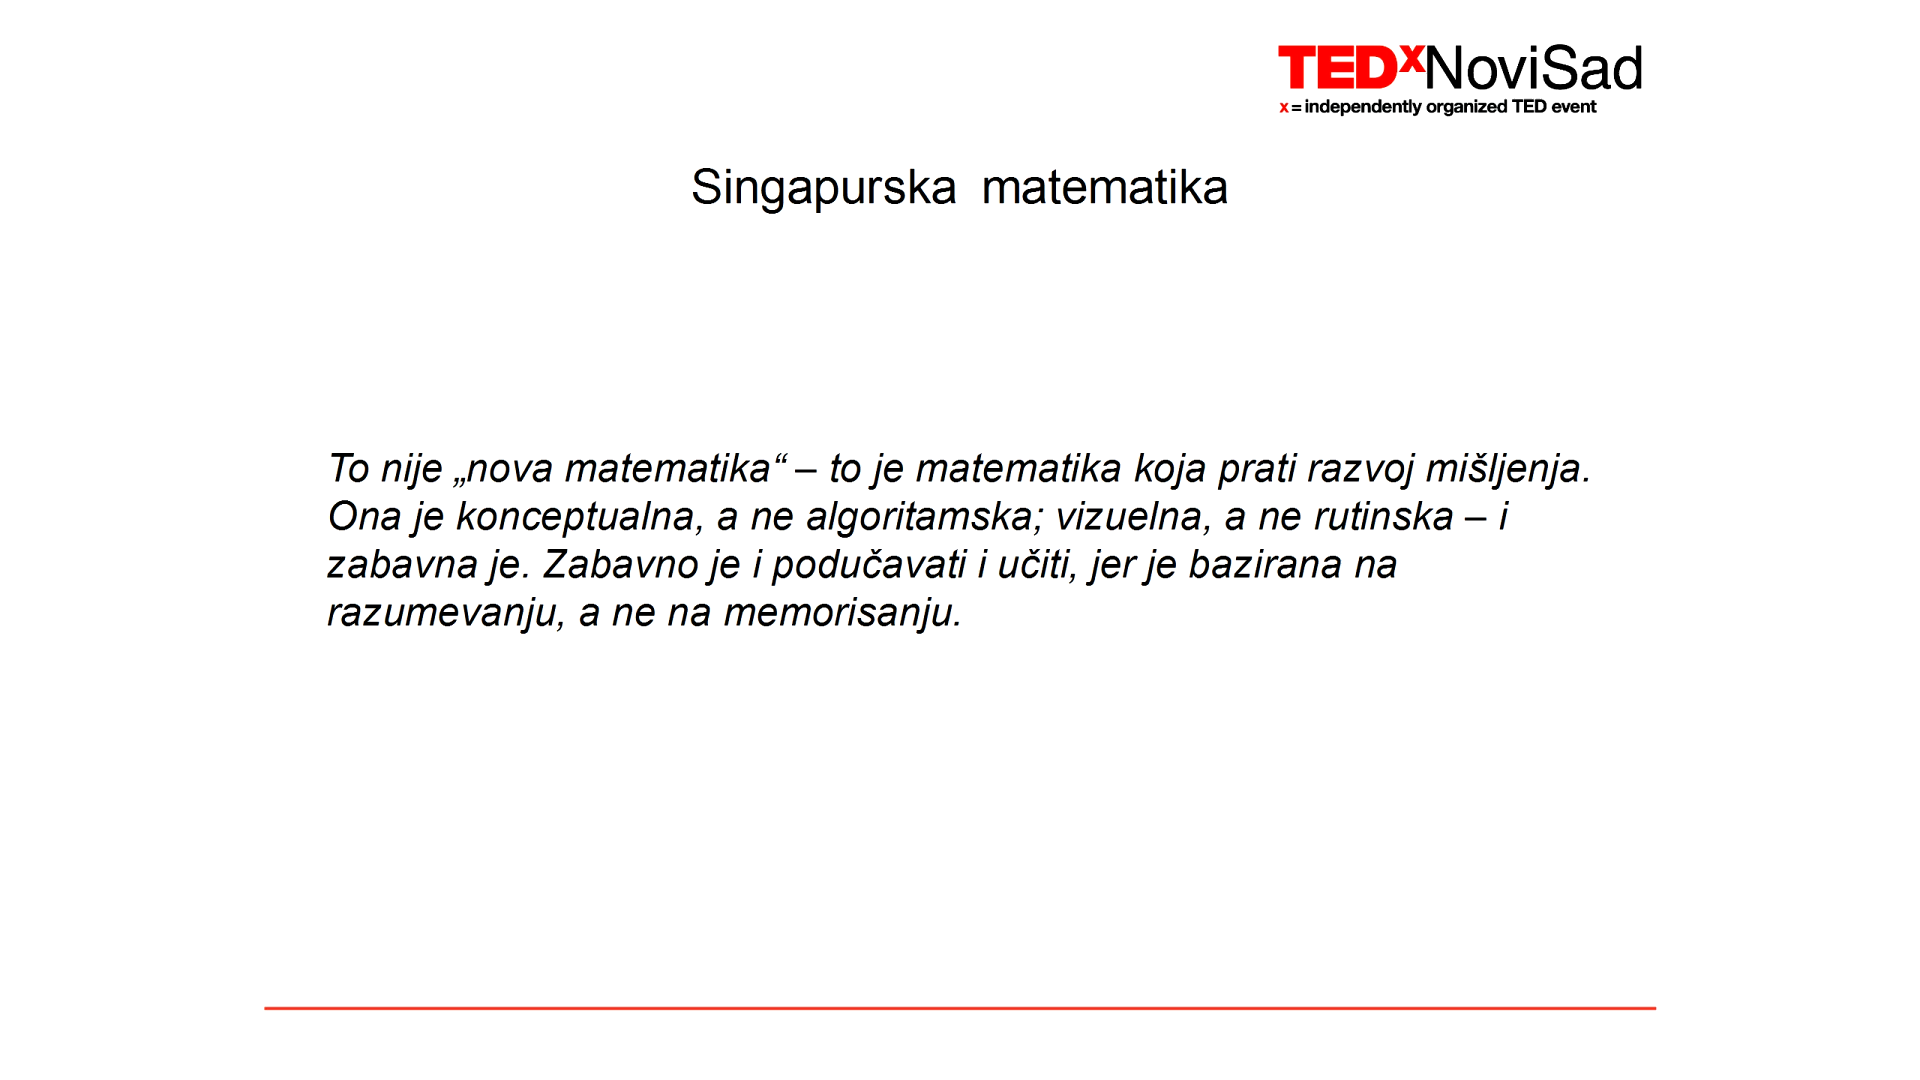 TEDxNoviSad
x = independently organized TED event
Singapurska matematika
To nije „nova matematika“ – to je matematika koja prati razvoj mišljenja.
Ona je konceptualna, a ne algoritamska; vizuelna, a ne rutinska – i
zabavna je. Zabavno je i podučavati i učiti, jer je bazirana na
razumevanju, a ne na memorisanju.